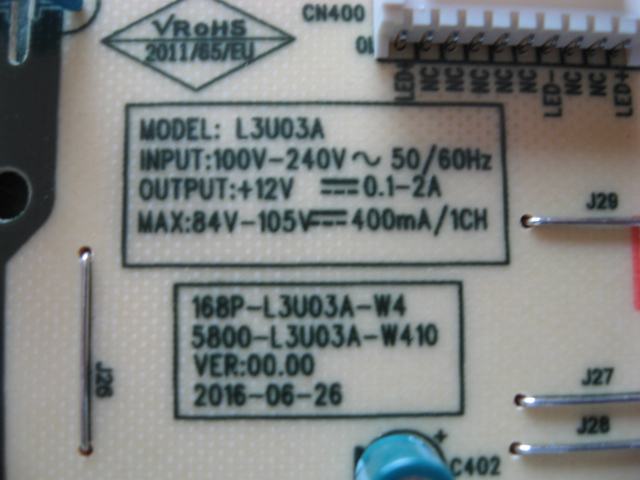 CN400
√RoHS
2011/65/EU
LED+ NC NC NC NC NC LED- NC NC LED+
MODEL: L3U03A
INPUT:100V-240V ~ 50/60Hz
OUTPUT:+12V ⎓ 0.1-2A
MAX:84V-105V⎓ 400mA/1CH
J29
168P-L3U03A-W4
5800-L3U03A-W410
VER:00.00
2016-06-26
J26
J27
J28
+
C402